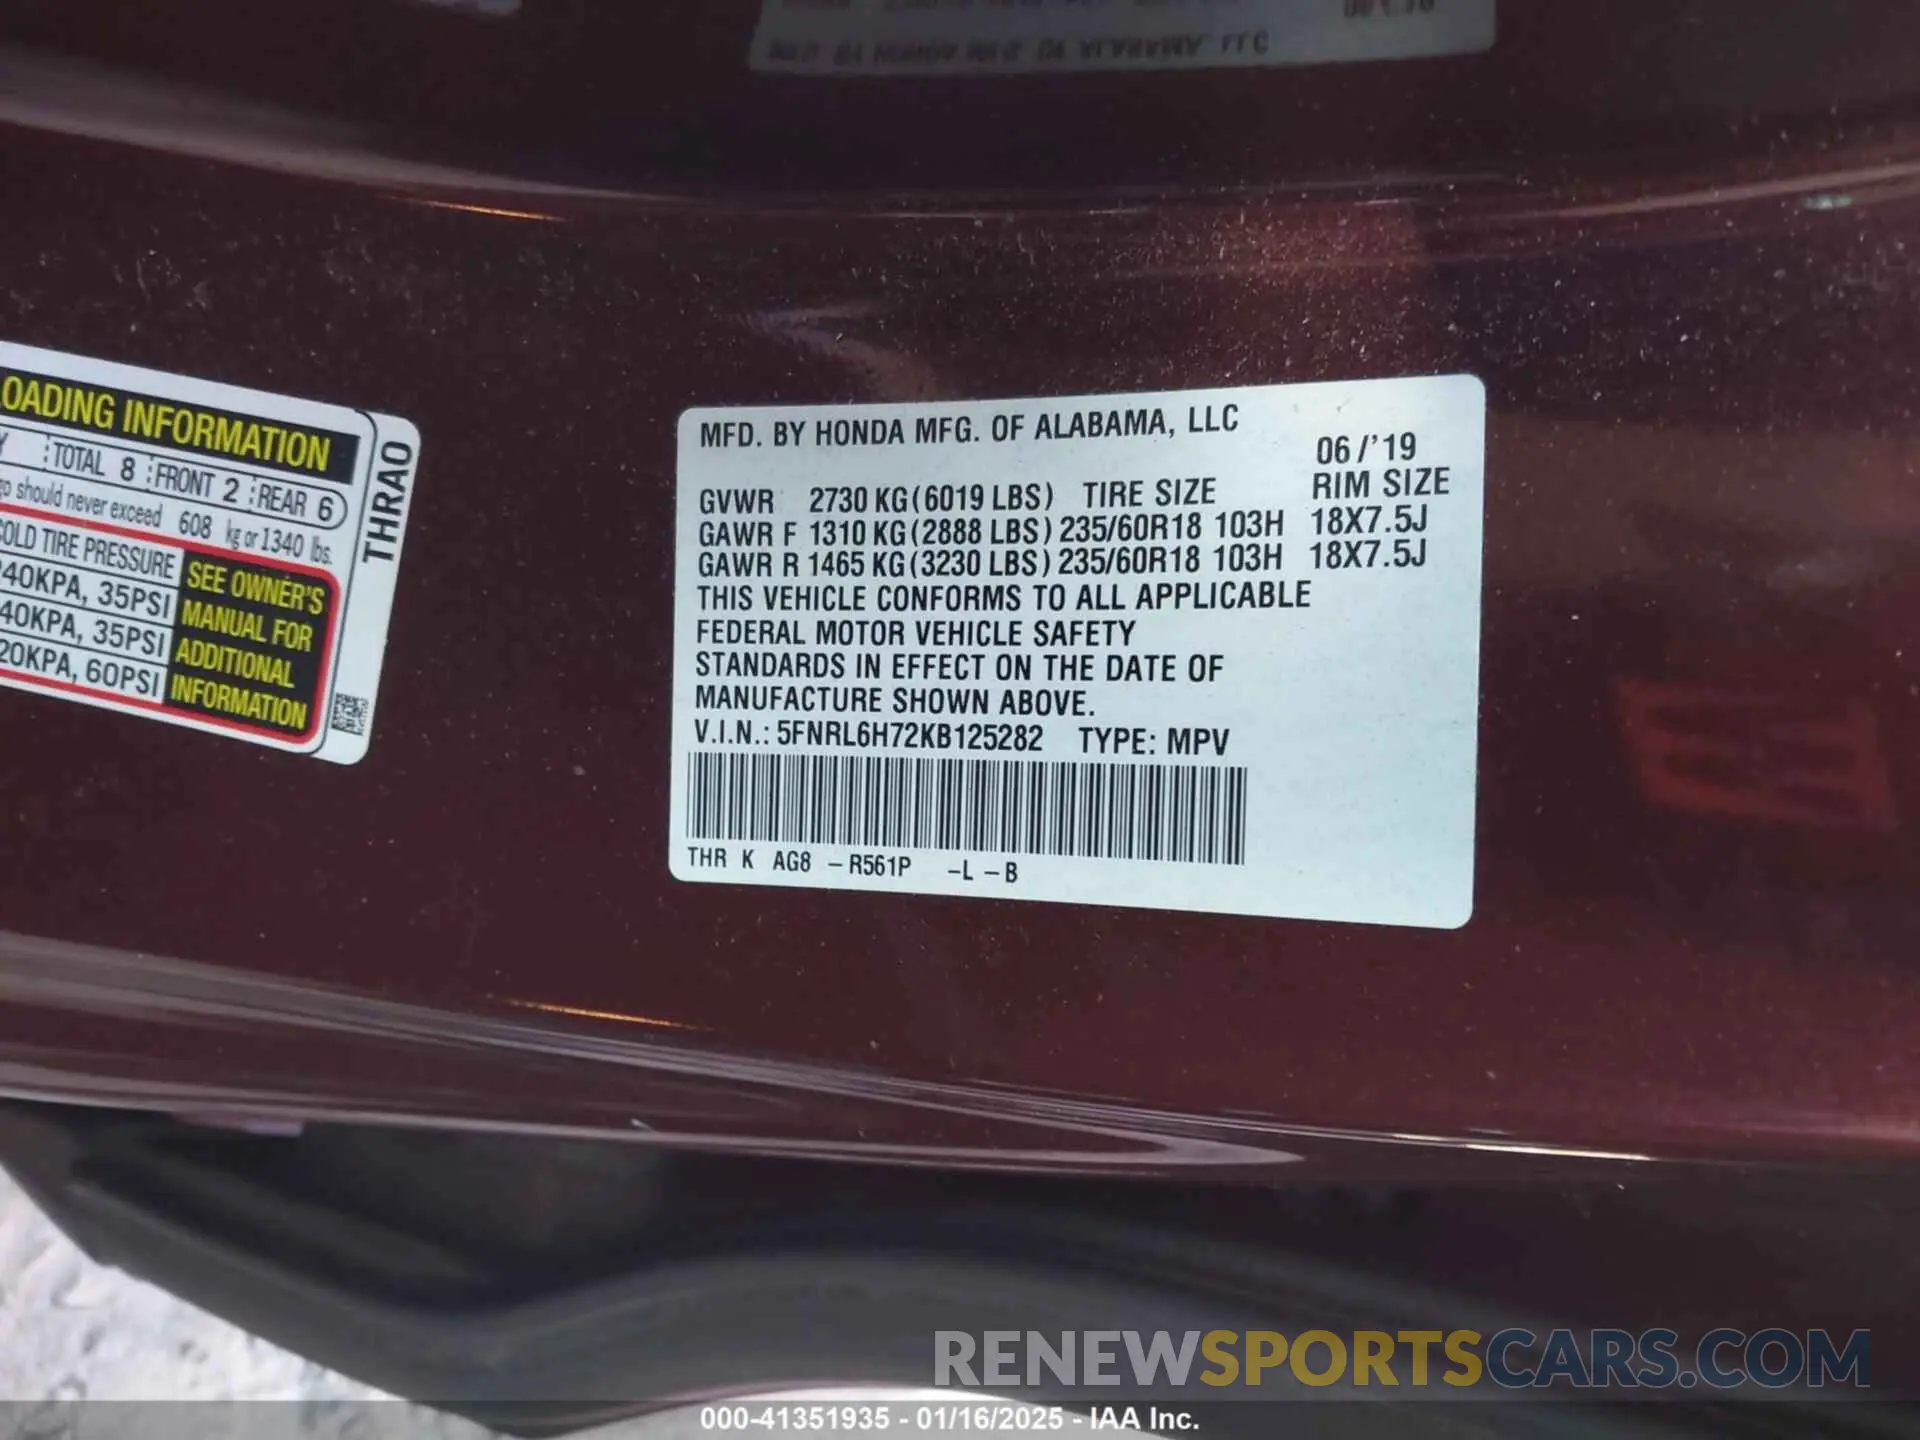 OADING INFORMATION
TOTAL 8 FRONT 2 REAR 6
should never exceed 608 kg or 1340 lbs.
COLD TIRE PRESSURE
240KPA, 35PSI
40KPA, 35PSI
20KPA, 60PSI
SEE OWNER'S
MANUAL FOR
ADDITIONAL
INFORMATION
THRAO
MFD. BY HONDA MFG. OF ALABAMA, LLC
06/'19
GVWR 2730 KG(6019 LBS) TIRE SIZE RIM SIZE
GAWR F 1310 KG(2888 LBS) 235/60R18 103H 18X7.5J
GAWR R 1465 KG(3230 LBS) 235/60R18 103H 18X7.5J
THIS VEHICLE CONFORMS TO ALL APPLICABLE
FEDERAL MOTOR VEHICLE SAFETY
STANDARDS IN EFFECT ON THE DATE OF
MANUFACTURE SHOWN ABOVE.
V.I.N.: 5FNRL6H72KB125282 TYPE: MPV
THR K AG8 -R561P -L -B
RENEWSPORTSCARS.COM
000-41351935 - 01/16/2025 - IAA Inc.